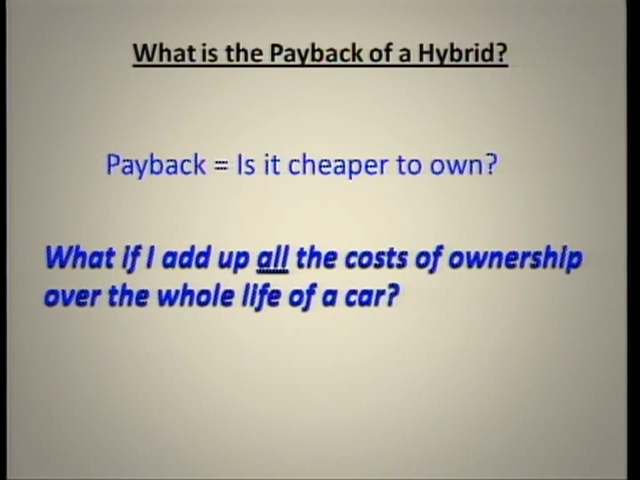 What is the Payback of a Hybrid?
Payback = Is it cheaper to own?
What if I add up all the costs of ownership
over the whole life of a car?